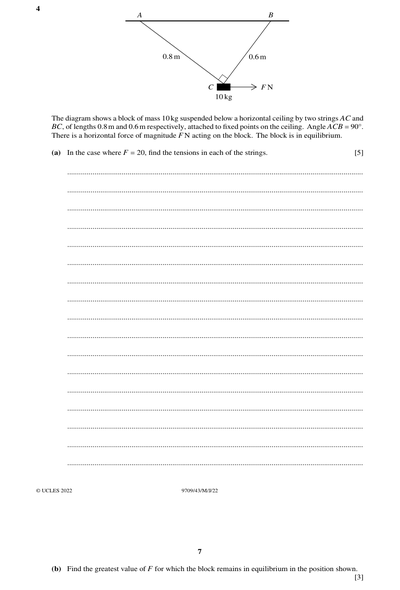 4
A B
0.8 m 0.6 m
C F N
10 kg
The diagram shows a block of mass 10 kg suspended below a horizontal ceiling by two strings AC and
BC, of lengths 0.8 m and 0.6 m respectively, attached to fixed points on the ceiling. Angle ACB = 90°.
There is a horizontal force of magnitude F N acting on the block. The block is in equilibrium.
(a) In the case where F = 20, find the tensions in each of the strings. [5]
© UCLES 2022 9709/43/M/J/22
7
(b) Find the greatest value of F for which the block remains in equilibrium in the position shown.
[3]